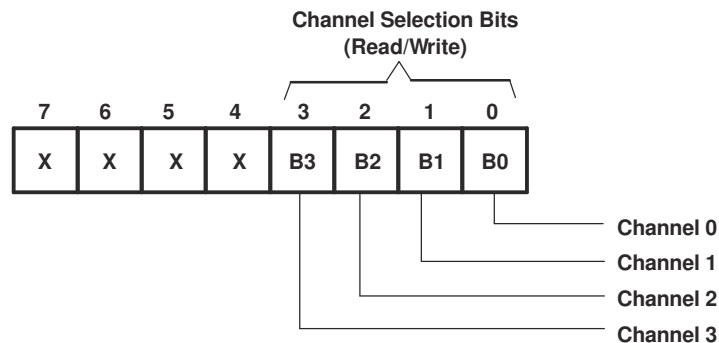 Channel Selection Bits
(Read/Write)
7 6 5 4 3 2 1 0
X X X X B3 B2 B1 B0
Channel 0
Channel 1
Channel 2
Channel 3